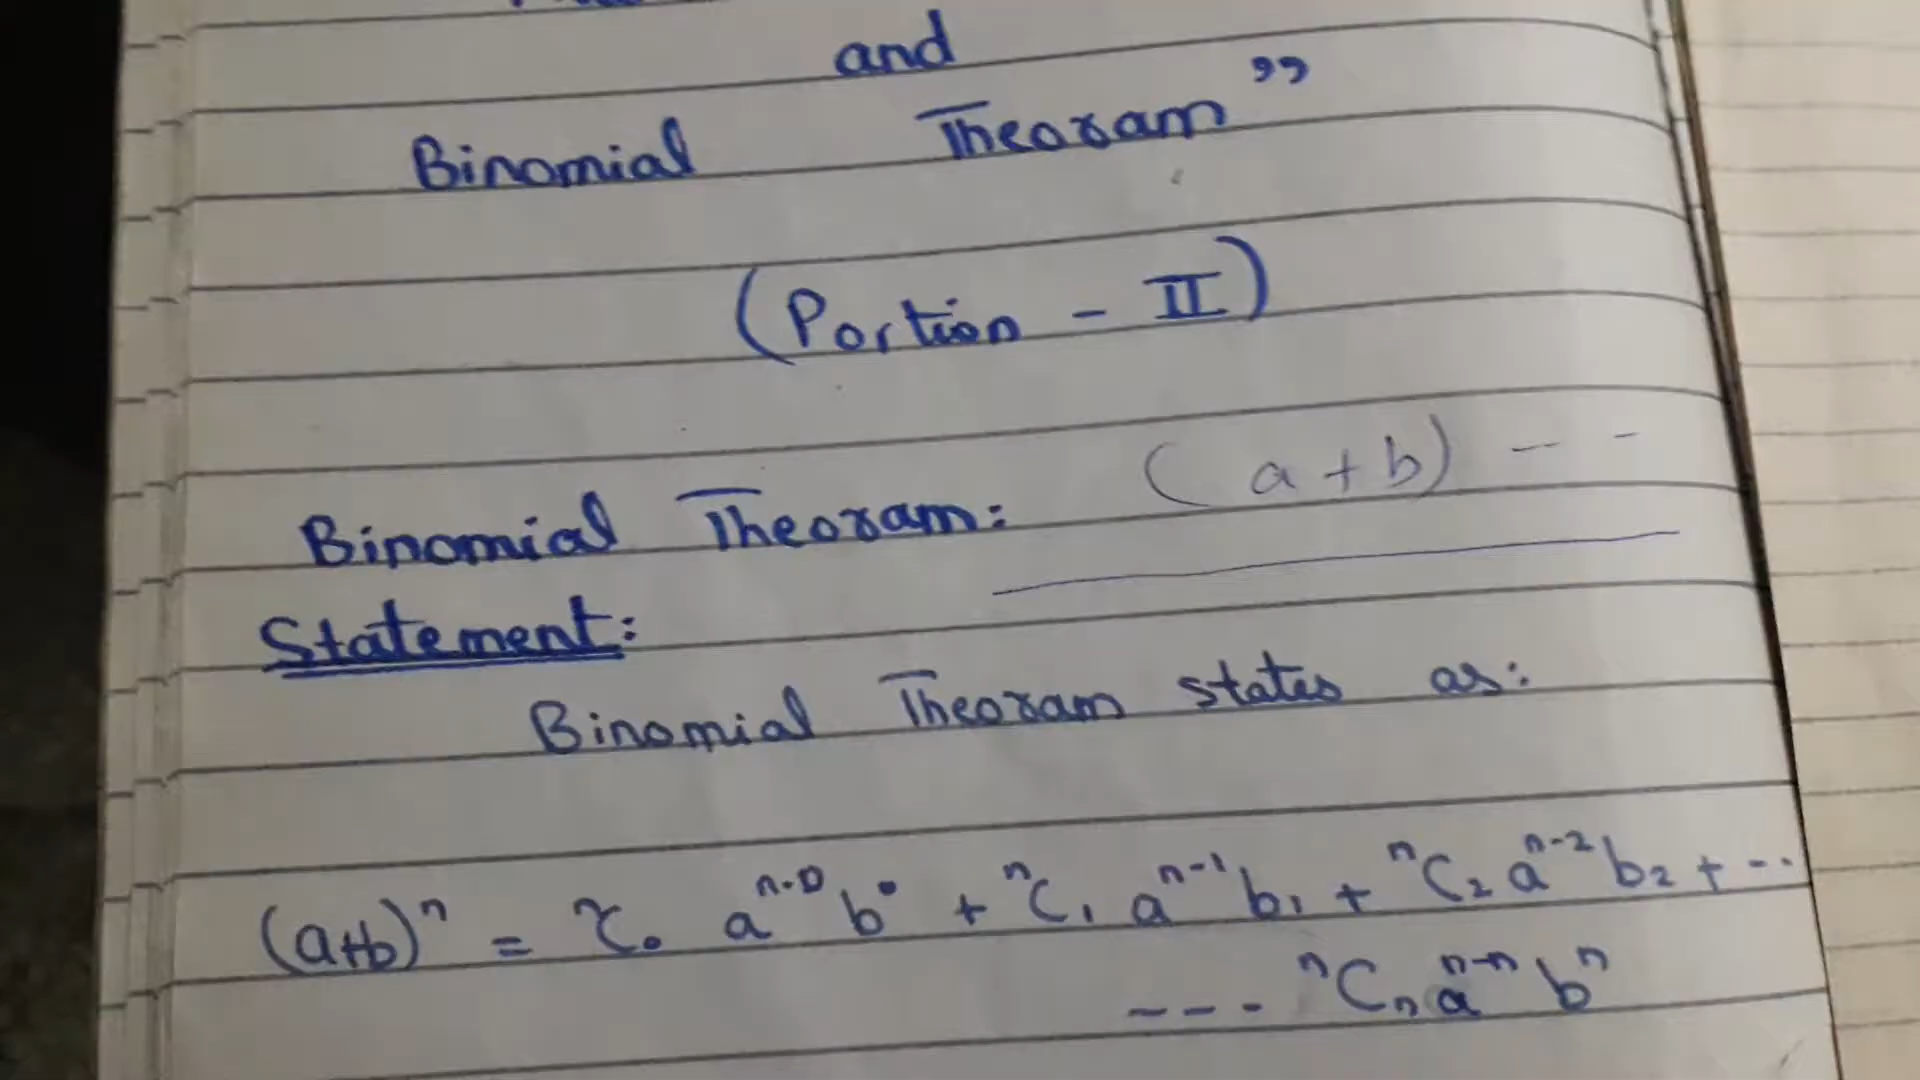 and
Binomial Theoram”
(Portion - II)
(a+b) - -
Binomial Theoram:
Statement:
Binomial Theoram states as:
(a+b)ⁿ = ⁿC₀ aⁿ⁻⁰ b⁰ + ⁿC₁ aⁿ⁻¹ b₁ + ⁿC₂ aⁿ⁻² b₂ + ...
--- ⁿCₙ aⁿ⁻ⁿ bⁿ